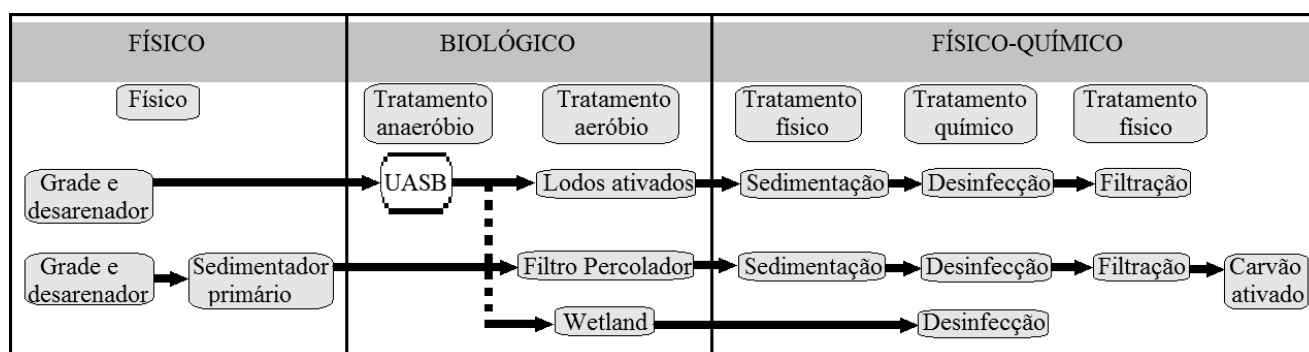 FÍSICO BIOLÓGICO FÍSICO-QUÍMICO
Físico Tratamento anaeróbio Tratamento aeróbio Tratamento físico Tratamento químico Tratamento físico
Grade e desarenador UASB Lodos ativados Sedimentação Desinfecção Filtração
Grade e desarenador Sedimentador primário Filtro Percolador Sedimentação Desinfecção Filtração Carvão ativado
Wetland Desinfecção